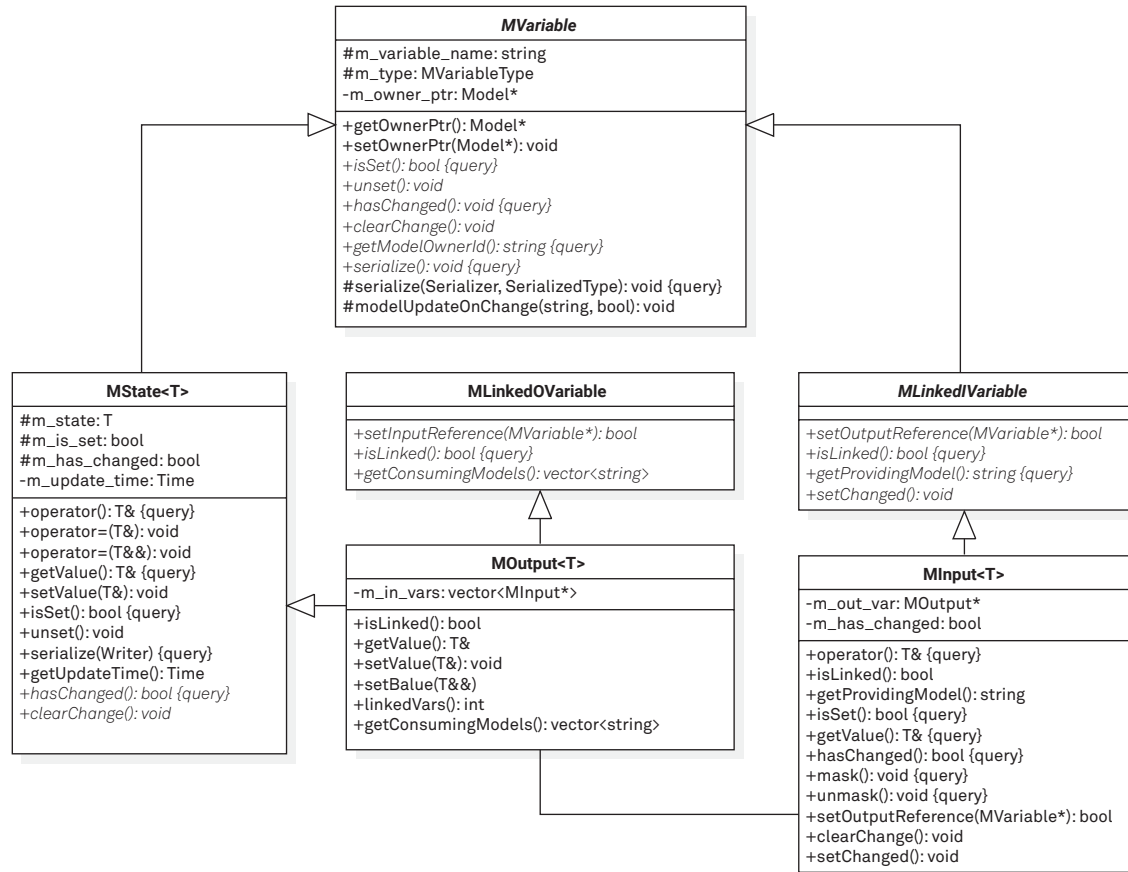 MVariable
#m_variable_name: string
#m_type: MVariableType
-m_owner_ptr: Model*
+getOwnerPtr(): Model*
+setOwnerPtr(Model*): void
+isSet(): bool {query}
+unset(): void
+hasChanged(): void {query}
+clearChange(): void
+getModelOwnerId(): string {query}
+serialize(): void {query}
#serialize(Serializer, SerializedType): void {query}
#modelUpdateOnChange(string, bool): void
MState<T>
#m_state: T
#m_is_set: bool
#m_has_changed: bool
-m_update_time: Time
+operator(): T& {query}
+operator=(T&): void
+operator=(T&&): void
+getValue(): T& {query}
+setValue(T&): void
+isSet(): bool {query}
+unset(): void
+serialize(Writer) {query}
+getUpdateTime(): Time
+hasChanged(): bool {query}
+clearChange(): void
MLinkedOVariable
+setInputReference(MVariable*): bool
+isLinked(): bool {query}
+getConsumingModels(): vector<string>
MOutput<T>
-m_in_vars: vector<MInput*>
+isLinked(): bool
+getValue(): T&
+setValue(T&): void
+setBalue(T&&)
+linkedVars(): int
+getConsumingModels(): vector<string>
MLinkedIVariable
+setOutputReference(MVariable*): bool
+isLinked(): bool {query}
+getProvidingModel(): string {query}
+setChanged(): void
MInput<T>
-m_out_var: MOutput*
-m_has_changed: bool
+operator(): T& {query}
+isLinked(): bool
+getProvidingModel(): string
+isSet(): bool {query}
+getValue(): T& {query}
+hasChanged(): bool {query}
+mask(): void {query}
+unmask(): void {query}
+setOutputReference(MVariable*): bool
+clearChange(): void
+setChanged(): void